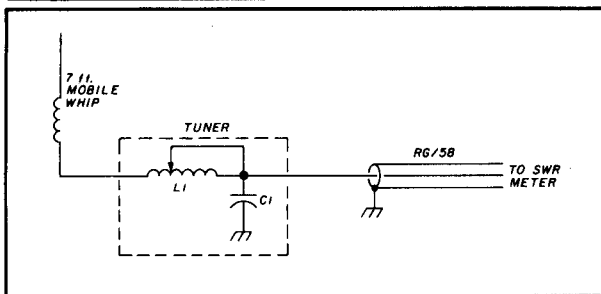 7 ft.
MOBILE
WHIP
TUNER
L1
C1
RG/58
TO SWR
METER